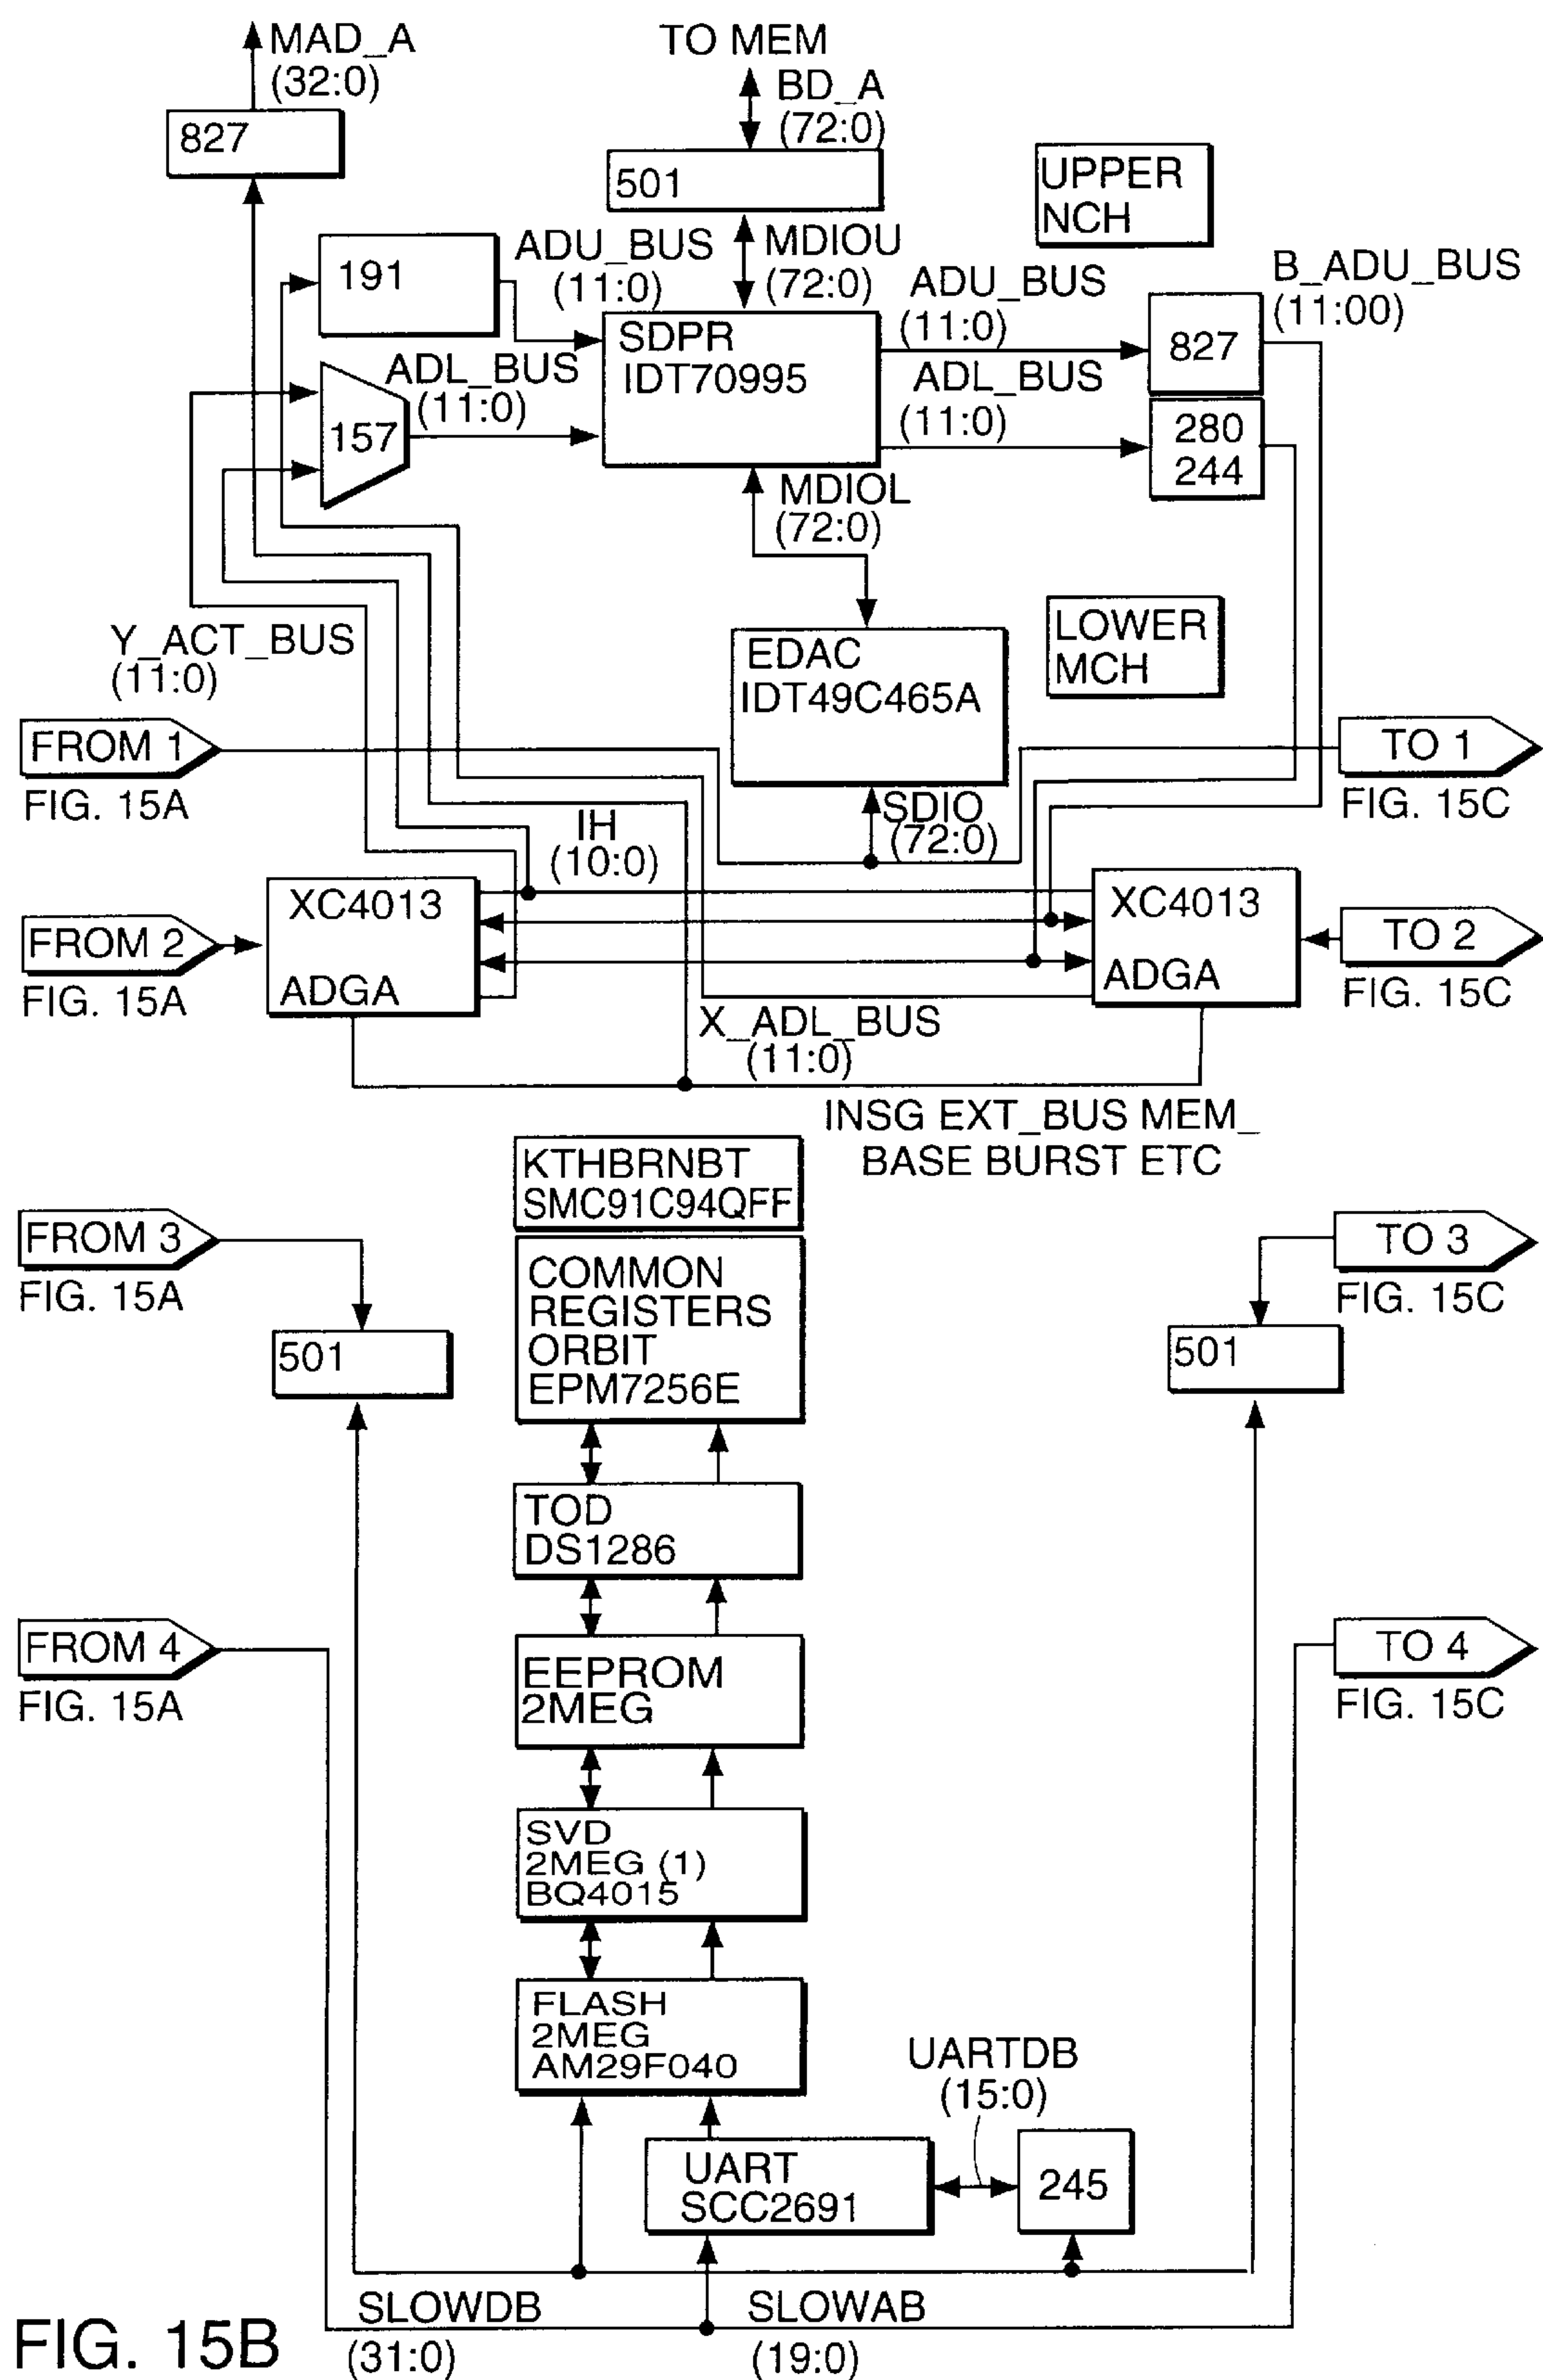 MAD_A
(32:0)
TO MEM
BD_A
(72:0)
827
501
UPPER
NCH
ADU_BUS
(11:0)
MDIOU
(72:0)
191
ADU_BUS
(11:0)
B_ADU_BUS
(11:00)
SDPR
IDT70995
827
ADL_BUS
(11:0)
ADL_BUS
(11:0)
157
280
244
MDIOL
(72:0)
Y_ACT_BUS
(11:0)
EDAC
IDT49C465A
LOWER
MCH
FROM 1
FIG. 15A
TO 1
FIG. 15C
IH
(10:0)
SDIO
(72:0)
XC4013
ADGA
XC4013
ADGA
FROM 2
FIG. 15A
TO 2
FIG. 15C
X_ADL_BUS
(11:0)
INSG EXT_BUS MEM_
BASE BURST ETC
KTHBRNBT
SMC91C94QFF
FROM 3
FIG. 15A
TO 3
FIG. 15C
COMMON
REGISTERS
ORBIT
EPM7256E
501
501
TOD
DS1286
FROM 4
FIG. 15A
EEPROM
2MEG
TO 4
FIG. 15C
SVD
2MEG (1)
BQ4015
FLASH
2MEG
AM29F040
UARTDB
(15:0)
UART
SCC2691
245
SLOWDB
(31:0)
SLOWAB
(19:0)
FIG. 15B